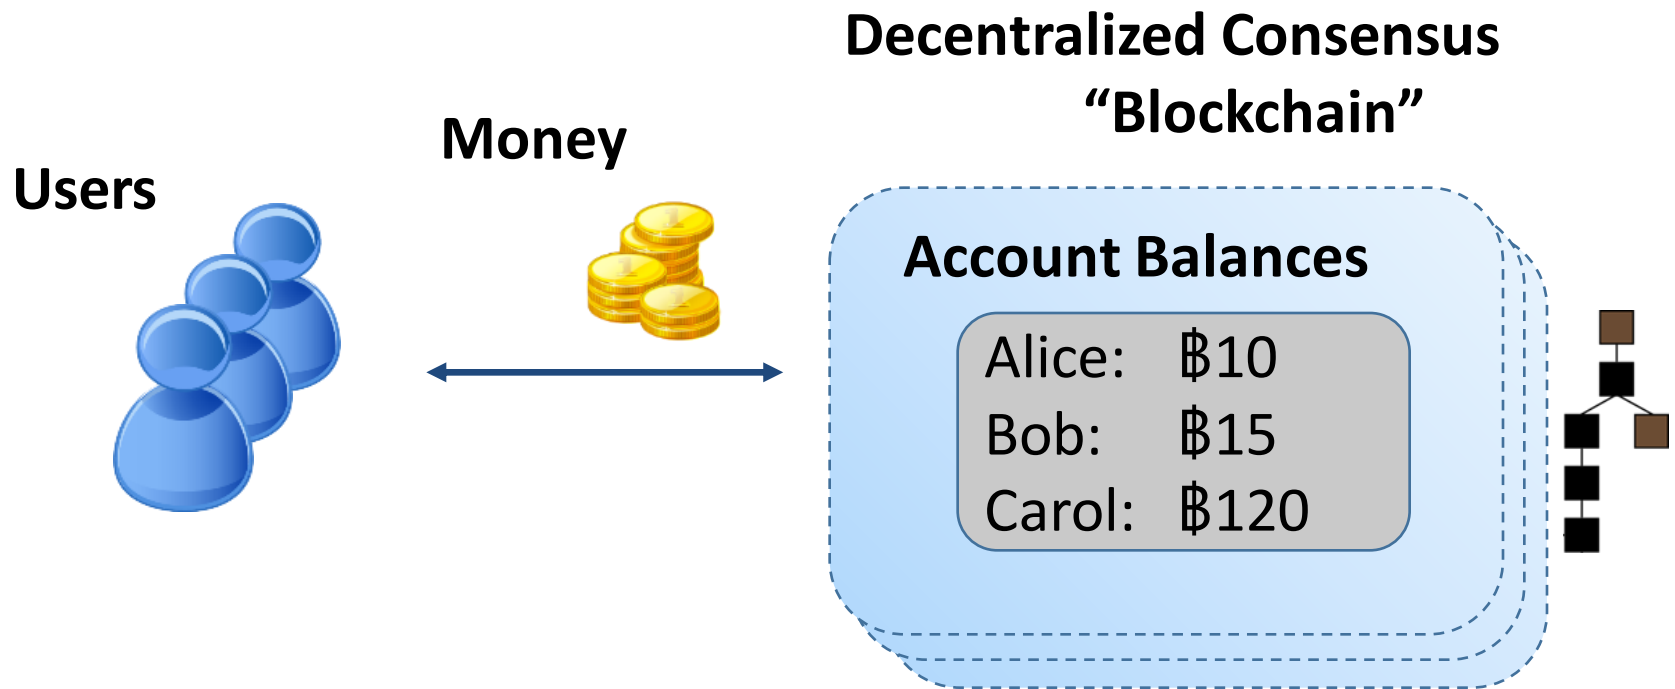 Decentralized Consensus
“Blockchain”
Money
Users
Account Balances
Alice: ฿10
Bob: ฿15
Carol: ฿120